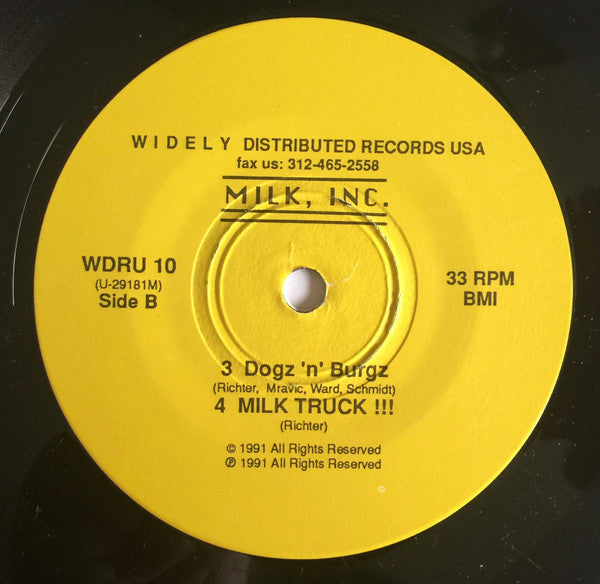 WIDELY DISTRIBUTED RECORDS USA
fax us: 312-465-2558
MILK, INC.
WDRU 10
(U-29181M)
Side B
33 RPM
BMI
3 Dogz 'n' Burgz
(Richter, Mravic, Ward, Schmidt)
4 MILK TRUCK !!!
(Richter)
© 1991 All Rights Reserved
℗ 1991 All Rights Reserved